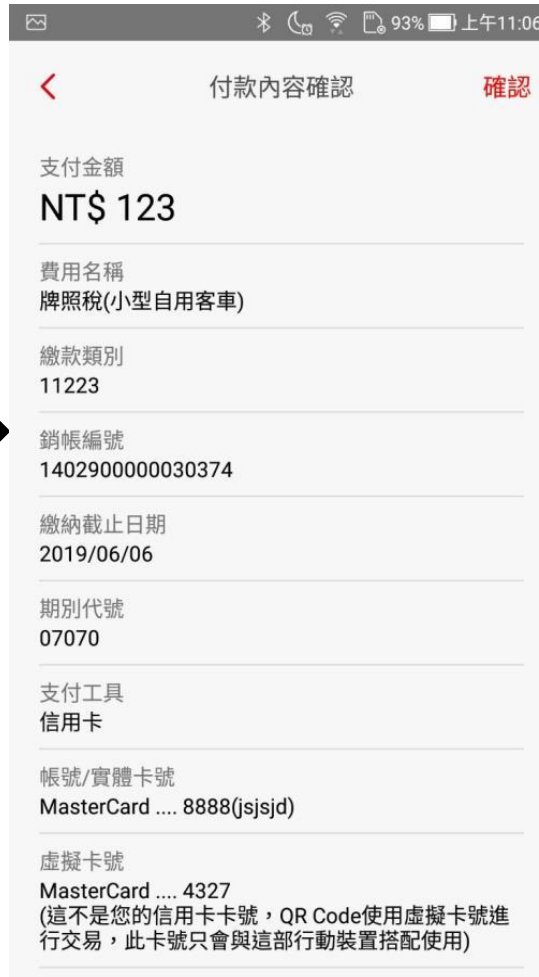 93% 上午11:06
付款內容確認 確認
支付金額
NT$ 123
費用名稱
牌照稅(小型自用客車)
繳款類別
11223
銷帳編號
1402900000030374
繳納截止日期
2019/06/06
期別代號
07070
支付工具
信用卡
帳號/實體卡號
MasterCard .... 8888(jsjsjd)
虛擬卡號
MasterCard .... 4327
(這不是您的信用卡卡號，QR Code使用虛擬卡號進
行交易，此卡號只會與這部行動裝置搭配使用)